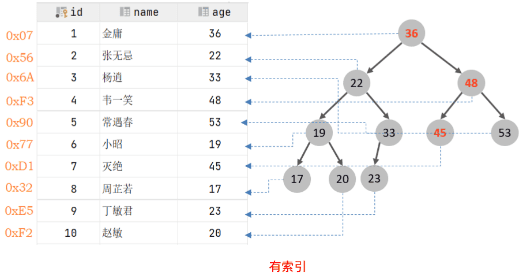 id name age
0x07 1 金庸 36
0x56 2 张无忌 22
0x6A 3 杨逍 33
0xF3 4 韦一笑 48
0x90 5 常遇春 53
0x77 6 小昭 19
0xD1 7 灭绝 45
0x32 8 周芷若 17
0xE5 9 丁敏君 23
0xF2 10 赵敏 20
36
22 48
19 33 45 53
17 20 23
有索引